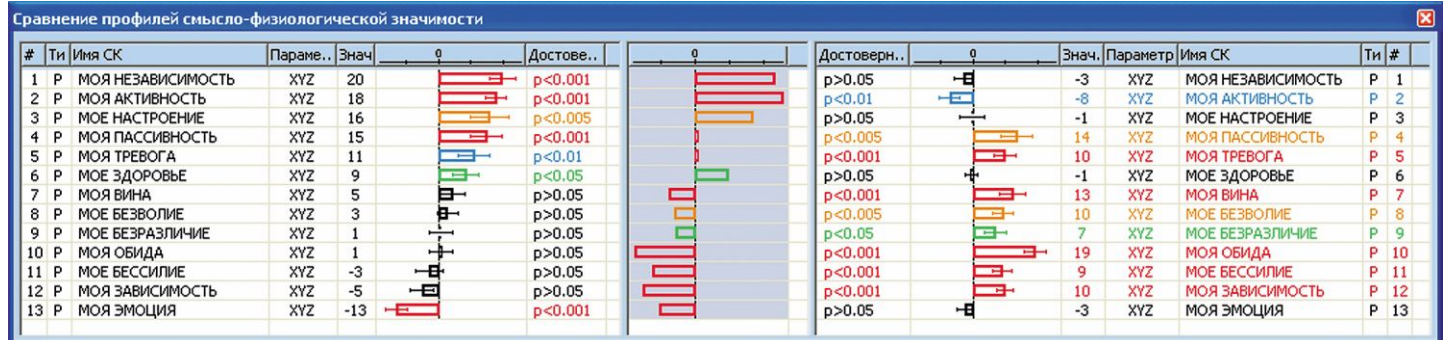 Сравнение профилей смысло-физиологической значимости
# Ти Имя СК Параме.. Знач 0 Достове.. 0 Достоверн.. 0 Знач. Параметр Имя СК Ти #
1 Р МОЯ НЕЗАВИСИМОСТЬ XYZ 20 p<0.001 p>0.05 -3 XYZ МОЯ НЕЗАВИСИМОСТЬ Р 1
2 Р МОЯ АКТИВНОСТЬ XYZ 18 p<0.001 p<0.01 -8 XYZ МОЯ АКТИВНОСТЬ Р 2
3 Р МОЕ НАСТРОЕНИЕ XYZ 16 p<0.005 p>0.05 -1 XYZ МОЕ НАСТРОЕНИЕ Р 3
4 Р МОЯ ПАССИВНОСТЬ XYZ 15 p<0.001 p<0.005 14 XYZ МОЯ ПАССИВНОСТЬ Р 4
5 Р МОЯ ТРЕВОГА XYZ 11 p<0.01 p<0.001 10 XYZ МОЯ ТРЕВОГА Р 5
6 Р МОЕ ЗДОРОВЬЕ XYZ 9 p<0.05 p>0.05 -1 XYZ МОЕ ЗДОРОВЬЕ Р 6
7 Р МОЯ ВИНА XYZ 5 p>0.05 p<0.001 13 XYZ МОЯ ВИНА Р 7
8 Р МОЕ БЕЗВОЛИЕ XYZ 3 p>0.05 p<0.005 10 XYZ МОЕ БЕЗВОЛИЕ Р 8
9 Р МОЕ БЕЗРАЗЛИЧИЕ XYZ 1 p>0.05 p<0.05 7 XYZ МОЕ БЕЗРАЗЛИЧИЕ Р 9
10 Р МОЯ ОБИДА XYZ 1 p>0.05 p<0.001 19 XYZ МОЯ ОБИДА Р 10
11 Р МОЕ БЕССИЛИЕ XYZ -3 p>0.05 p<0.001 9 XYZ МОЕ БЕССИЛИЕ Р 11
12 Р МОЯ ЗАВИСИМОСТЬ XYZ -5 p>0.05 p<0.001 10 XYZ МОЯ ЗАВИСИМОСТЬ Р 12
13 Р МОЯ ЭМОЦИЯ XYZ -13 p<0.001 p>0.05 -3 XYZ МОЯ ЭМОЦИЯ Р 13